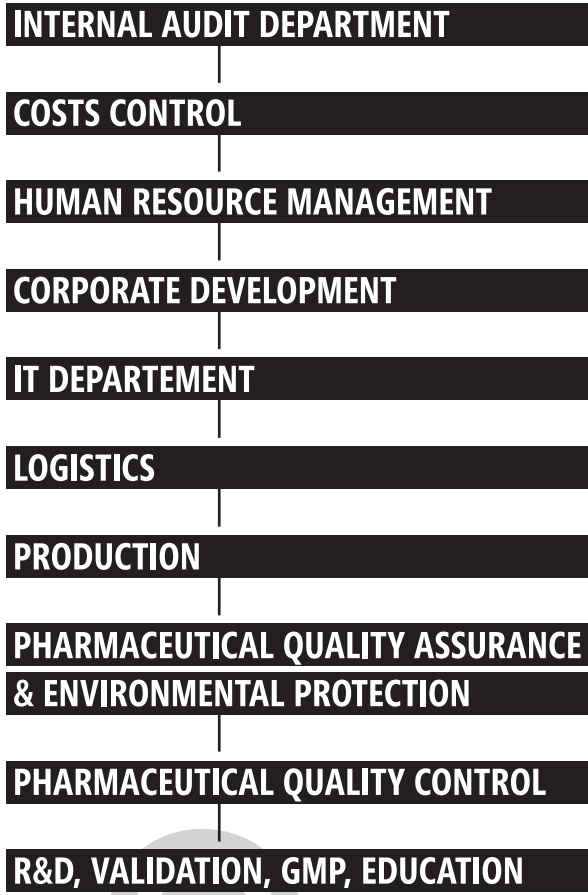 INTERNAL AUDIT DEPARTMENT
COSTS CONTROL
HUMAN RESOURCE MANAGEMENT
CORPORATE DEVELOPMENT
IT DEPARTEMENT
LOGISTICS
PRODUCTION
PHARMACEUTICAL QUALITY ASSURANCE
& ENVIRONMENTAL PROTECTION
PHARMACEUTICAL QUALITY CONTROL
R&D, VALIDATION, GMP, EDUCATION